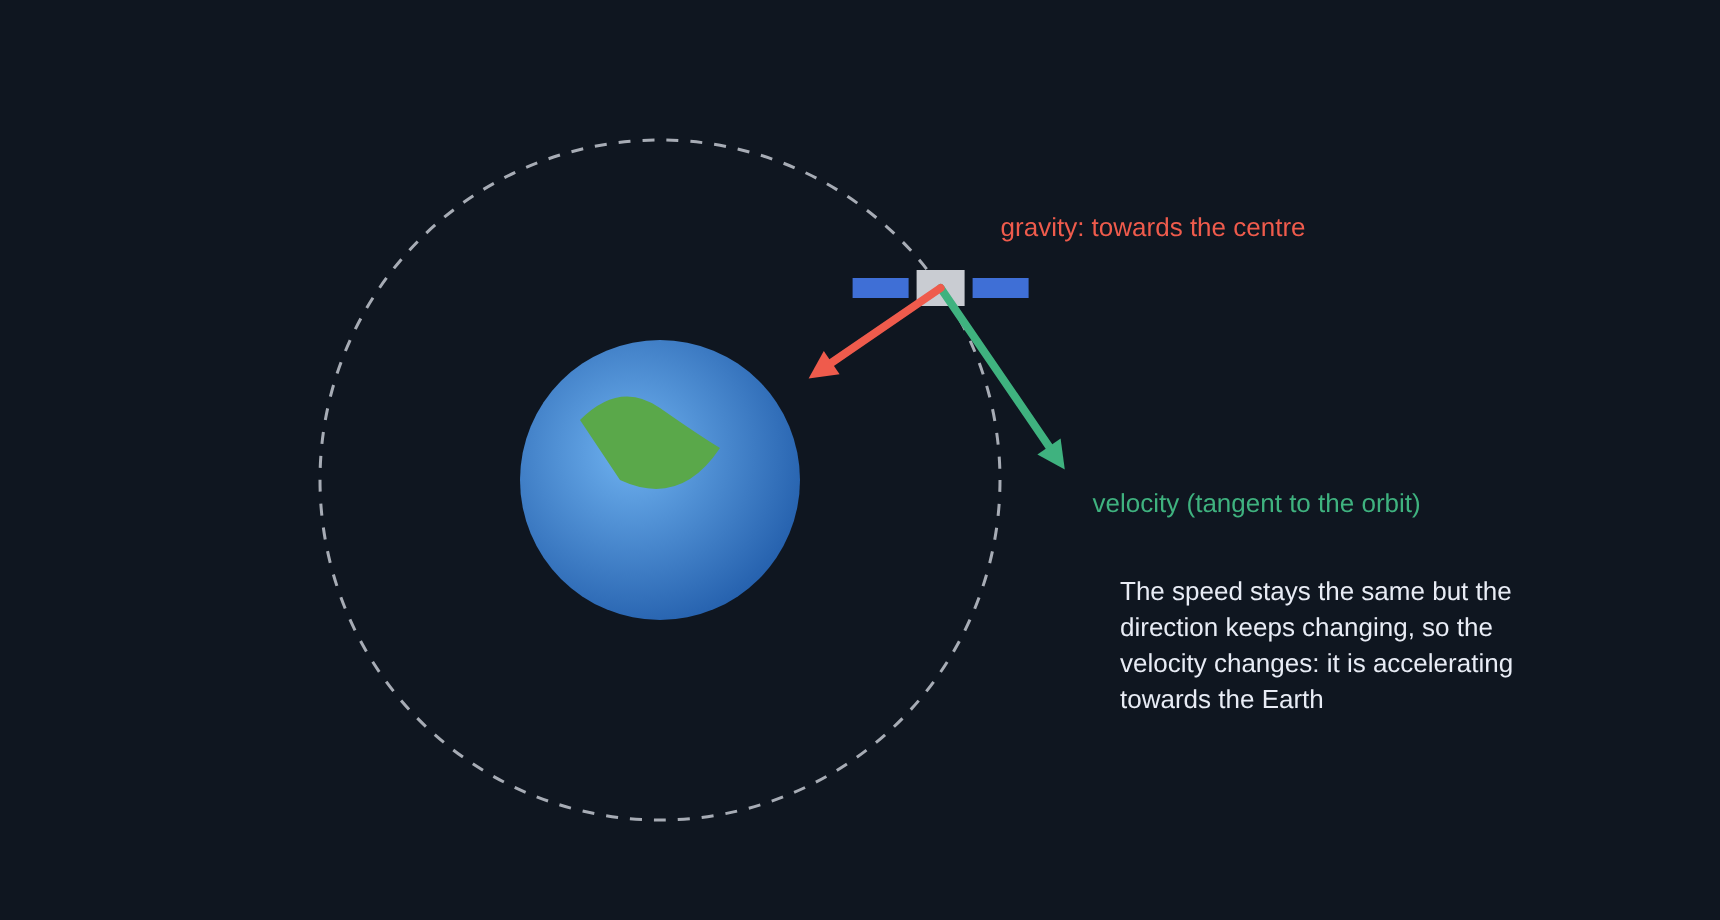 gravity: towards the centre
velocity (tangent to the orbit)
The speed stays the same but the
direction keeps changing, so the
velocity changes: it is accelerating
towards the Earth